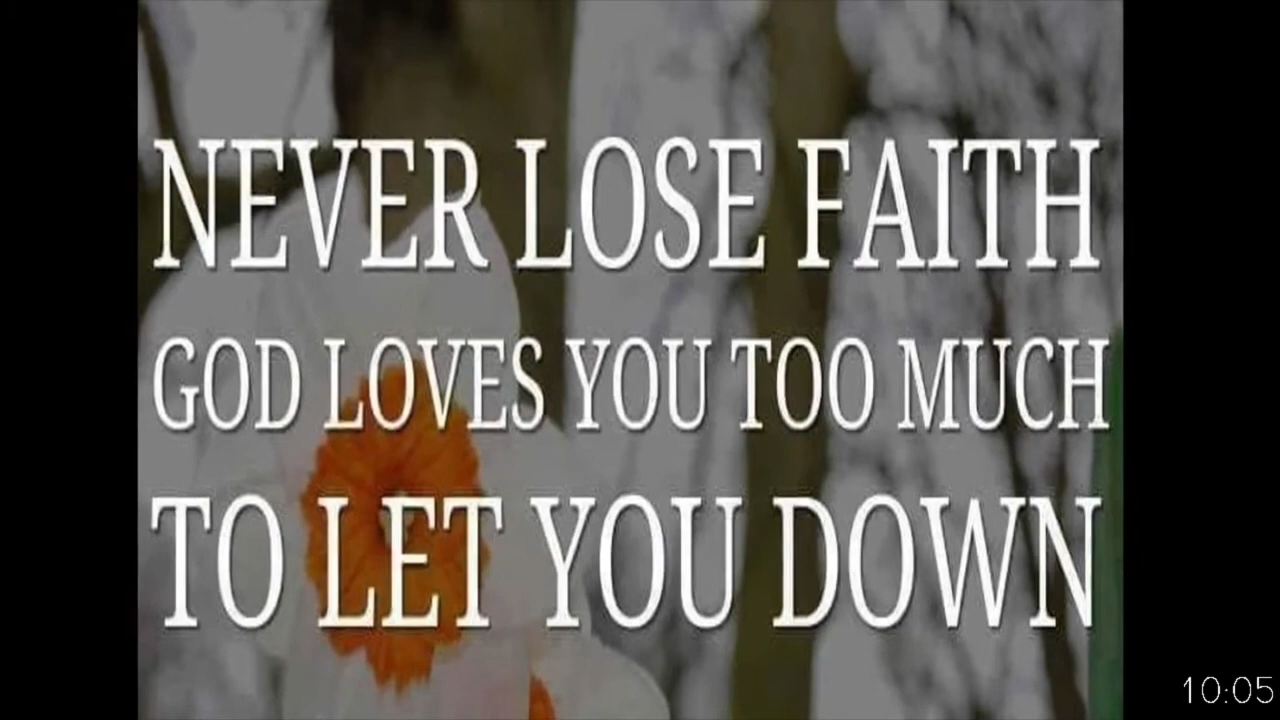 NEVER LOSE FAITH
GOD LOVES YOU TOO MUCH
TO LET YOU DOWN
10:05